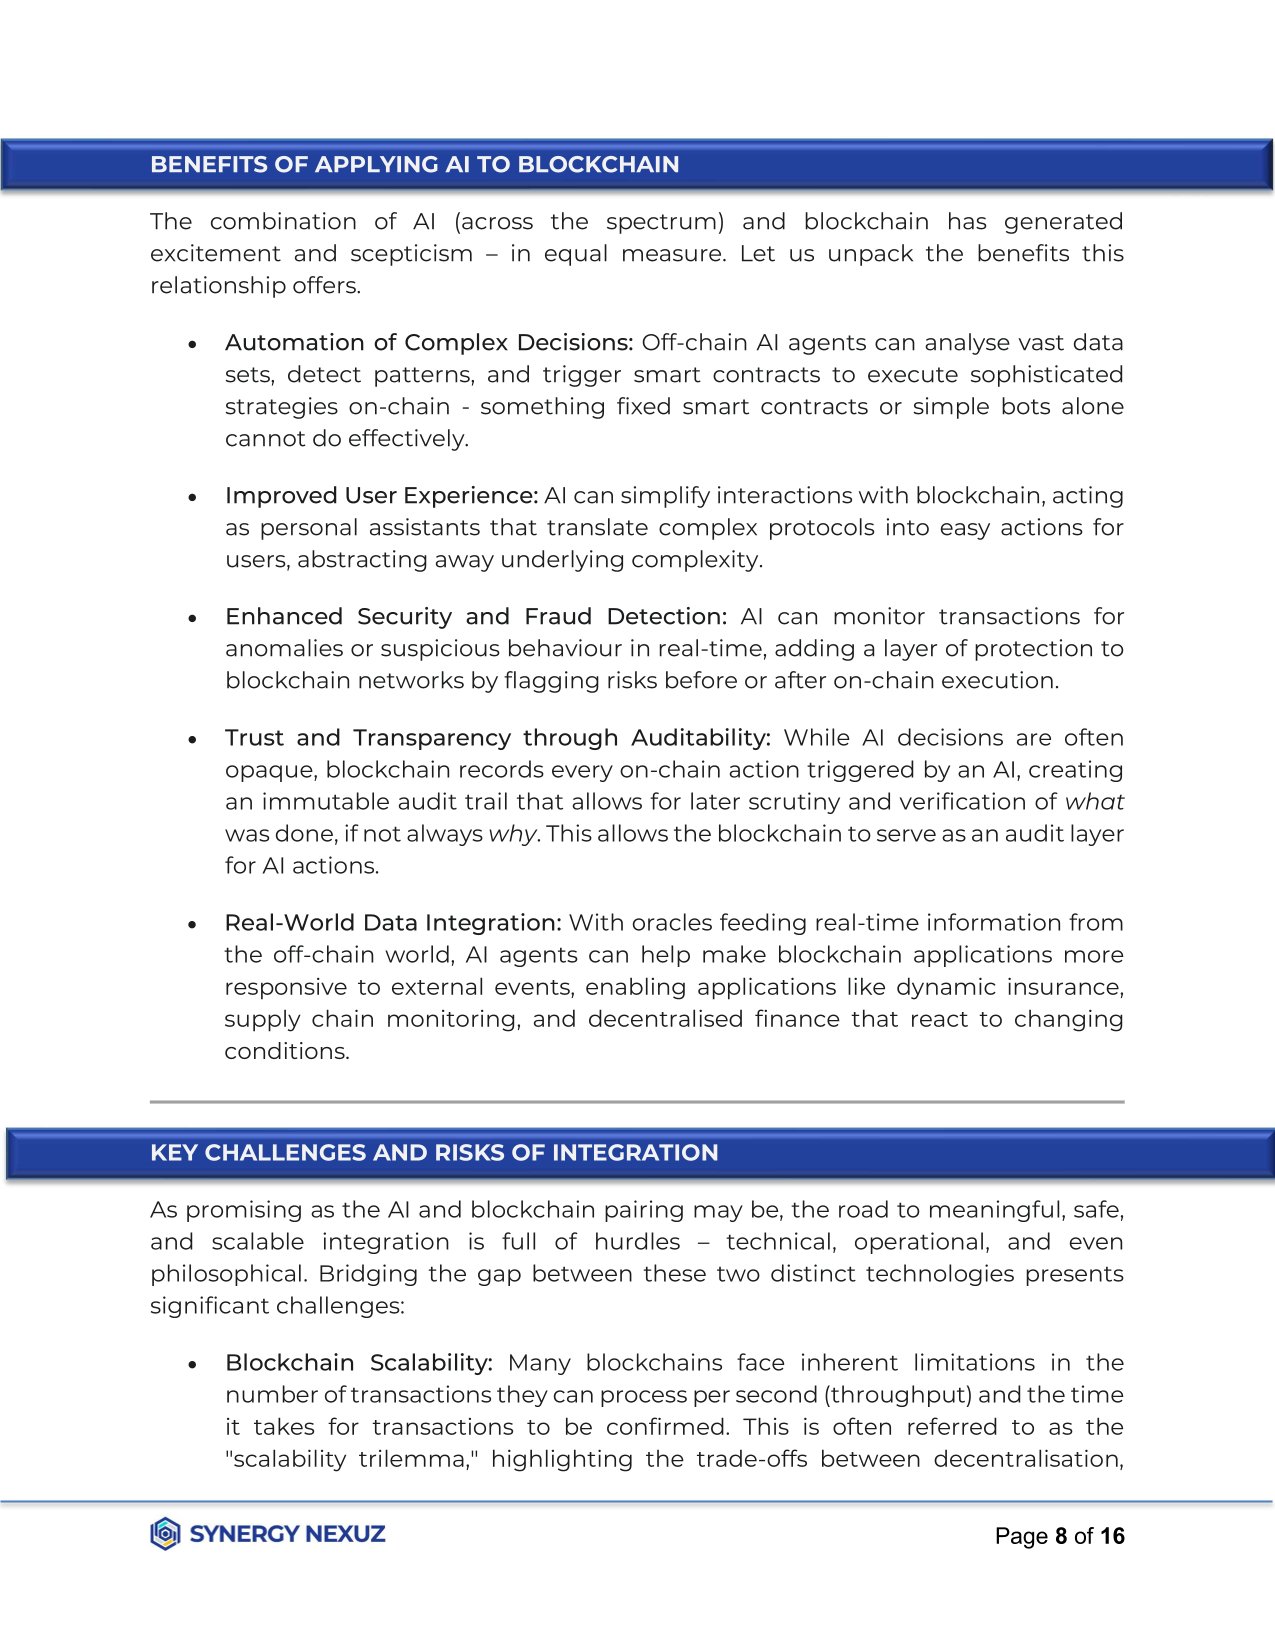 BENEFITS OF APPLYING AI TO BLOCKCHAIN
The combination of AI (across the spectrum) and blockchain has generated
excitement and scepticism – in equal measure. Let us unpack the benefits this
relationship offers.
• Automation of Complex Decisions: Off-chain AI agents can analyse vast data
sets, detect patterns, and trigger smart contracts to execute sophisticated
strategies on-chain - something fixed smart contracts or simple bots alone
cannot do effectively.
• Improved User Experience: AI can simplify interactions with blockchain, acting
as personal assistants that translate complex protocols into easy actions for
users, abstracting away underlying complexity.
• Enhanced Security and Fraud Detection: AI can monitor transactions for
anomalies or suspicious behaviour in real-time, adding a layer of protection to
blockchain networks by flagging risks before or after on-chain execution.
• Trust and Transparency through Auditability: While AI decisions are often
opaque, blockchain records every on-chain action triggered by an AI, creating
an immutable audit trail that allows for later scrutiny and verification of what
was done, if not always why. This allows the blockchain to serve as an audit layer
for AI actions.
• Real-World Data Integration: With oracles feeding real-time information from
the off-chain world, AI agents can help make blockchain applications more
responsive to external events, enabling applications like dynamic insurance,
supply chain monitoring, and decentralised finance that react to changing
conditions.
KEY CHALLENGES AND RISKS OF INTEGRATION
As promising as the AI and blockchain pairing may be, the road to meaningful, safe,
and scalable integration is full of hurdles – technical, operational, and even
philosophical. Bridging the gap between these two distinct technologies presents
significant challenges:
• Blockchain Scalability: Many blockchains face inherent limitations in the
number of transactions they can process per second (throughput) and the time
it takes for transactions to be confirmed. This is often referred to as the
"scalability trilemma," highlighting the trade-offs between decentralisation,
SYNERGY NEXUZ
Page 8 of 16